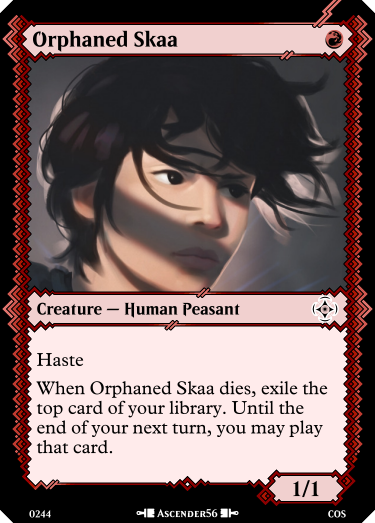 Orphaned Skaa
Creature — Human Peasant
Haste
When Orphaned Skaa dies, exile the
top card of your library. Until the
end of your next turn, you may play
that card.
1/1
0244
Ascender56
COS